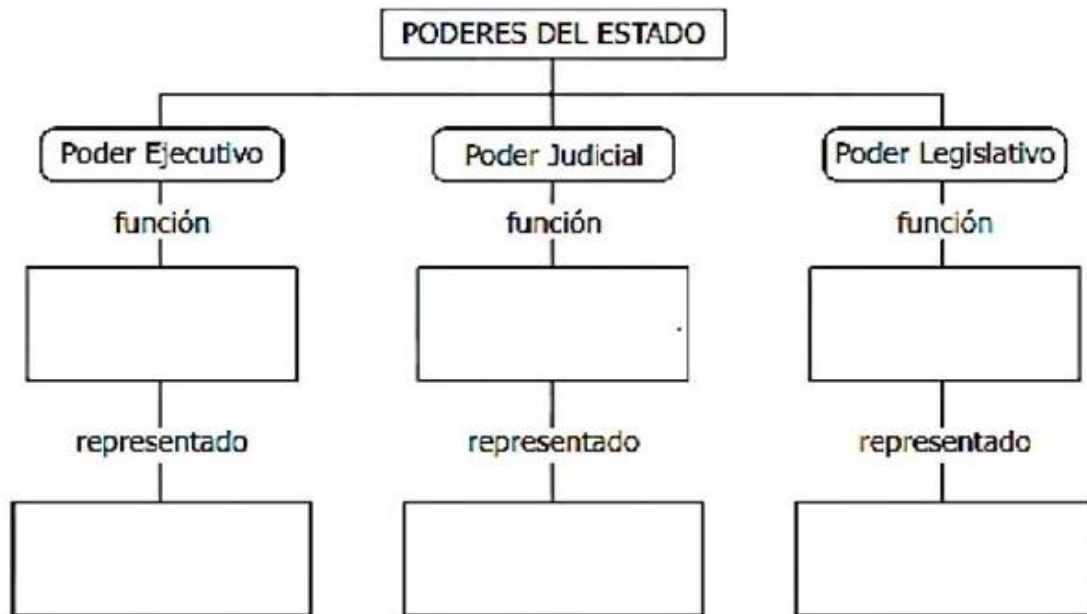 PODERES DEL ESTADO
Poder Ejecutivo
Poder Judicial
Poder Legislativo
función
función
función
representado
representado
representado